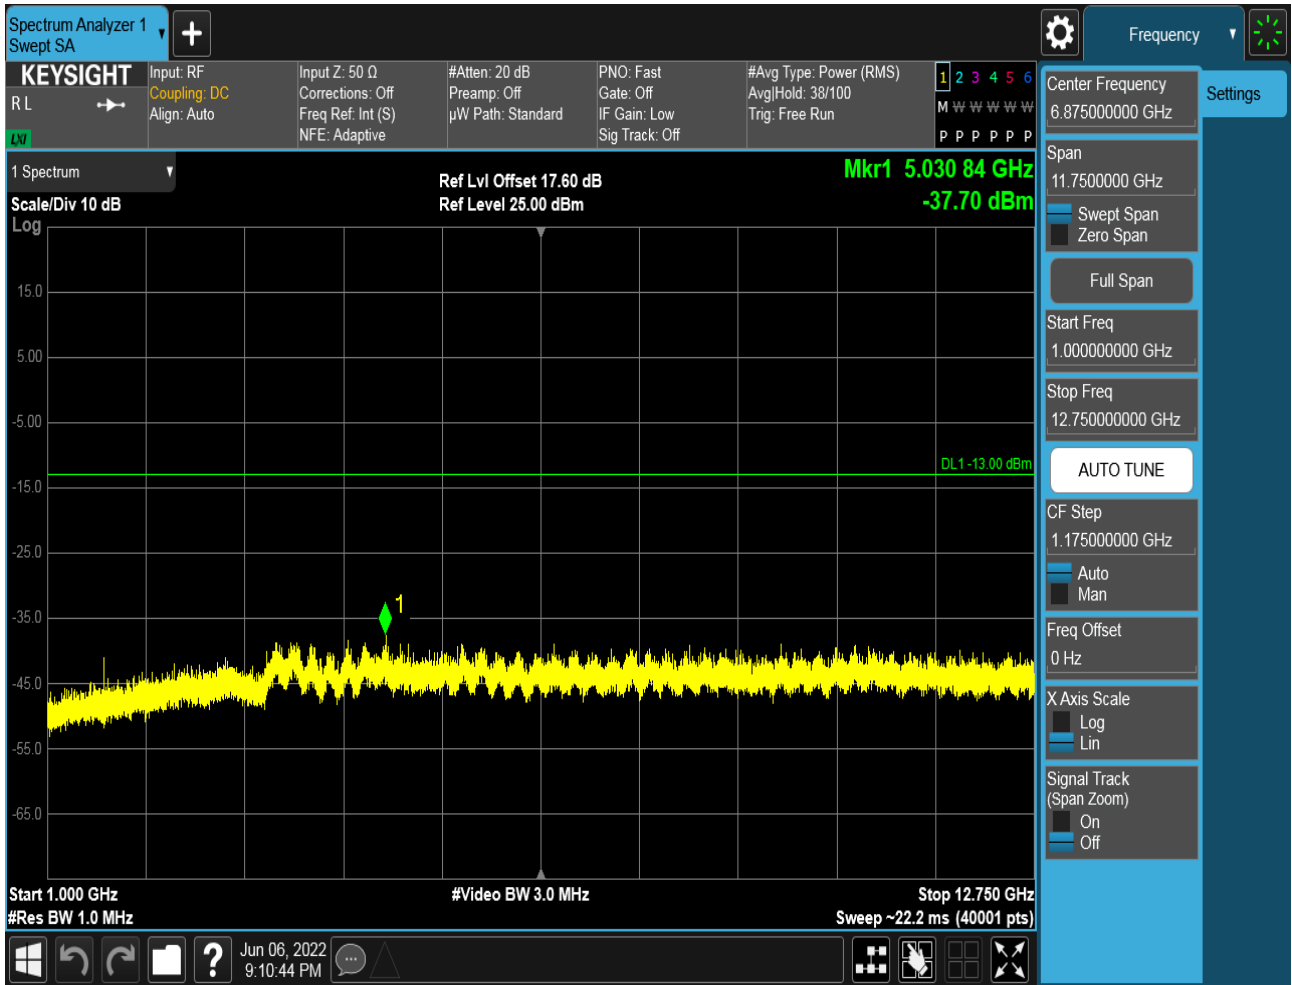 Spectrum Analyzer 1
Swept SA
Frequency
KEYSIGHT
R L
LXI
Input: RF
Coupling: DC
Align: Auto
Input Z: 50 Ω
Corrections: Off
Freq Ref: Int (S)
NFE: Adaptive
#Atten: 20 dB
Preamp: Off
µW Path: Standard
PNO: Fast
Gate: Off
IF Gain: Low
Sig Track: Off
#Avg Type: Power (RMS)
Avg|Hold: 38/100
Trig: Free Run
1 2 3 4 5 6
M W W W W W
P P P P P P
1 Spectrum
Scale/Div 10 dB
Log
Ref Lvl Offset 17.60 dB
Ref Level 25.00 dBm
Mkr1 5.030 84 GHz
-37.70 dBm
15.0
5.00
-5.00
DL1 -13.00 dBm
-15.0
-25.0
1
-35.0
-45.0
-55.0
-65.0
Start 1.000 GHz
#Res BW 1.0 MHz
#Video BW 3.0 MHz
Stop 12.750 GHz
Sweep ~22.2 ms (40001 pts)
Jun 06, 2022
9:10:44 PM
Center Frequency
6.875000000 GHz
Settings
Span
11.7500000 GHz
Swept Span
Zero Span
Full Span
Start Freq
1.000000000 GHz
Stop Freq
12.750000000 GHz
AUTO TUNE
CF Step
1.175000000 GHz
Auto
Man
Freq Offset
0 Hz
X Axis Scale
Log
Lin
Signal Track
(Span Zoom)
On
Off